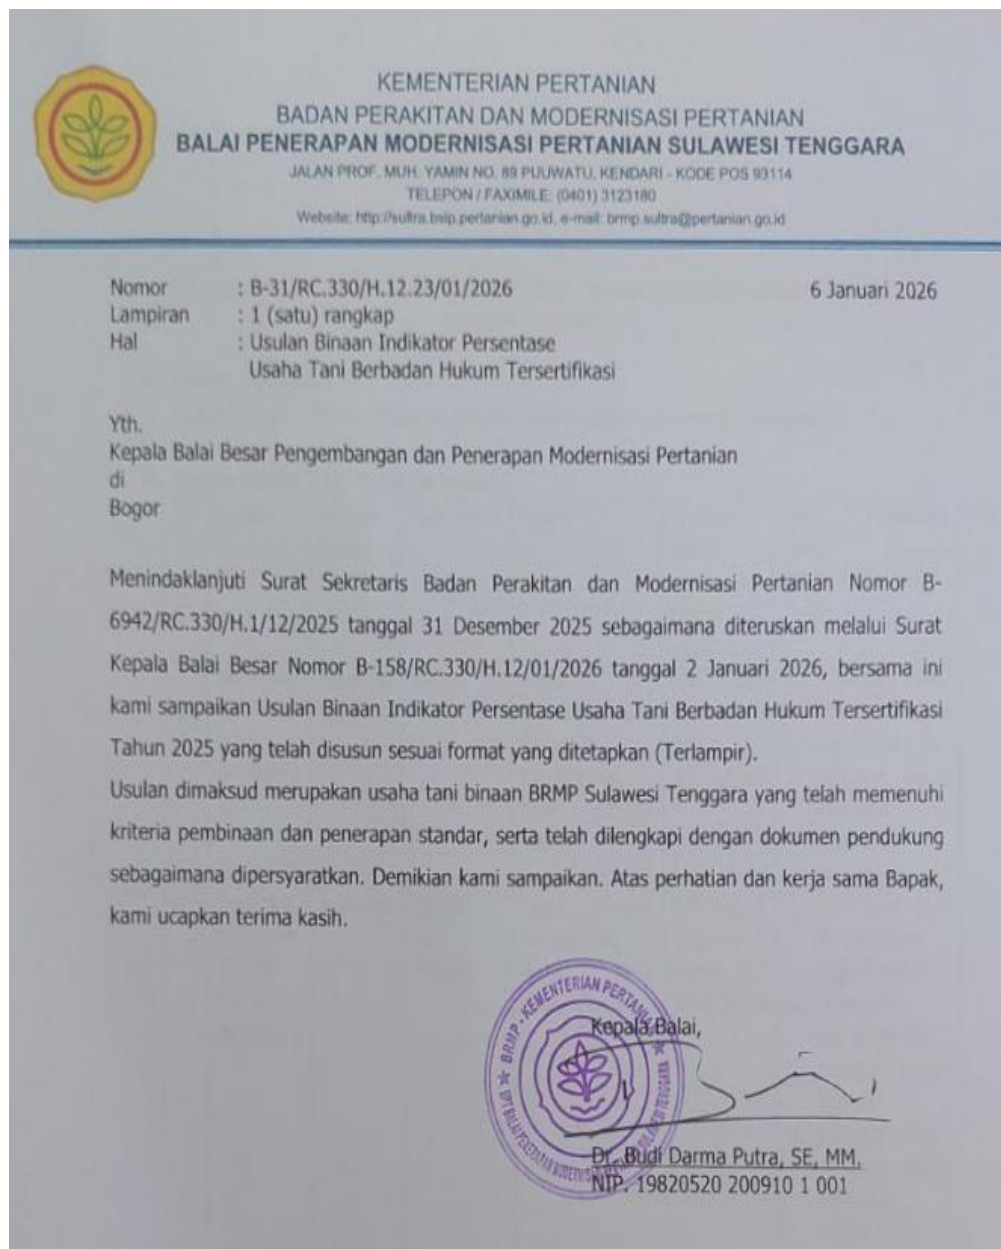 KEMENTERIAN PERTANIAN
BADAN PERAKITAN DAN MODERNISASI PERTANIAN
BALAI PENERAPAN MODERNISASI PERTANIAN SULAWESI TENGGARA
JALAN PROF. MUH. YAMIN NO. 89 PUUWATU, KENDARI - KODE POS 93114
TELEPON / FAXIMILE: (0401) 3123180
Website: http://sultra.bsip.pertanian.go.id, e-mail: brmp.sultra@pertanian.go.id
Nomor : B-31/RC.330/H.12.23/01/2026 6 Januari 2026
Lampiran : 1 (satu) rangkap
Hal : Usulan Binaan Indikator Persentase
Usaha Tani Berbadan Hukum Tersertifikasi
Yth.
Kepala Balai Besar Pengembangan dan Penerapan Modernisasi Pertanian
di
Bogor
Menindaklanjuti Surat Sekretaris Badan Perakitan dan Modernisasi Pertanian Nomor B-
6942/RC.330/H.1/12/2025 tanggal 31 Desember 2025 sebagaimana diteruskan melalui Surat
Kepala Balai Besar Nomor B-158/RC.330/H.12/01/2026 tanggal 2 Januari 2026, bersama ini
kami sampaikan Usulan Binaan Indikator Persentase Usaha Tani Berbadan Hukum Tersertifikasi
Tahun 2025 yang telah disusun sesuai format yang ditetapkan (Terlampir).
Usulan dimaksud merupakan usaha tani binaan BRMP Sulawesi Tenggara yang telah memenuhi
kriteria pembinaan dan penerapan standar, serta telah dilengkapi dengan dokumen pendukung
sebagaimana dipersyaratkan. Demikian kami sampaikan. Atas perhatian dan kerja sama Bapak,
kami ucapkan terima kasih.
Kepala Balai,
BRMP - KEMENTERIAN PERTANIAN
Dr. Budi Darma Putra, SE, MM,
NIP. 19820520 200910 1 001